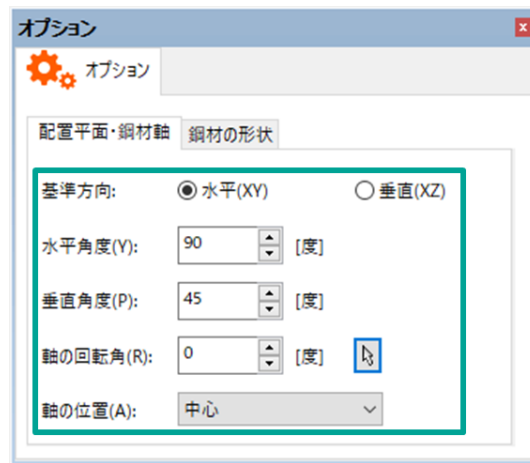 オプション
オプション
配置平面・鋼材軸 鋼材の形状
基準方向: 水平(XY) 垂直(XZ)
水平角度(Y): 90 [度]
垂直角度(P): 45 [度]
軸の回転角(R): 0 [度]
軸の位置(A): 中心